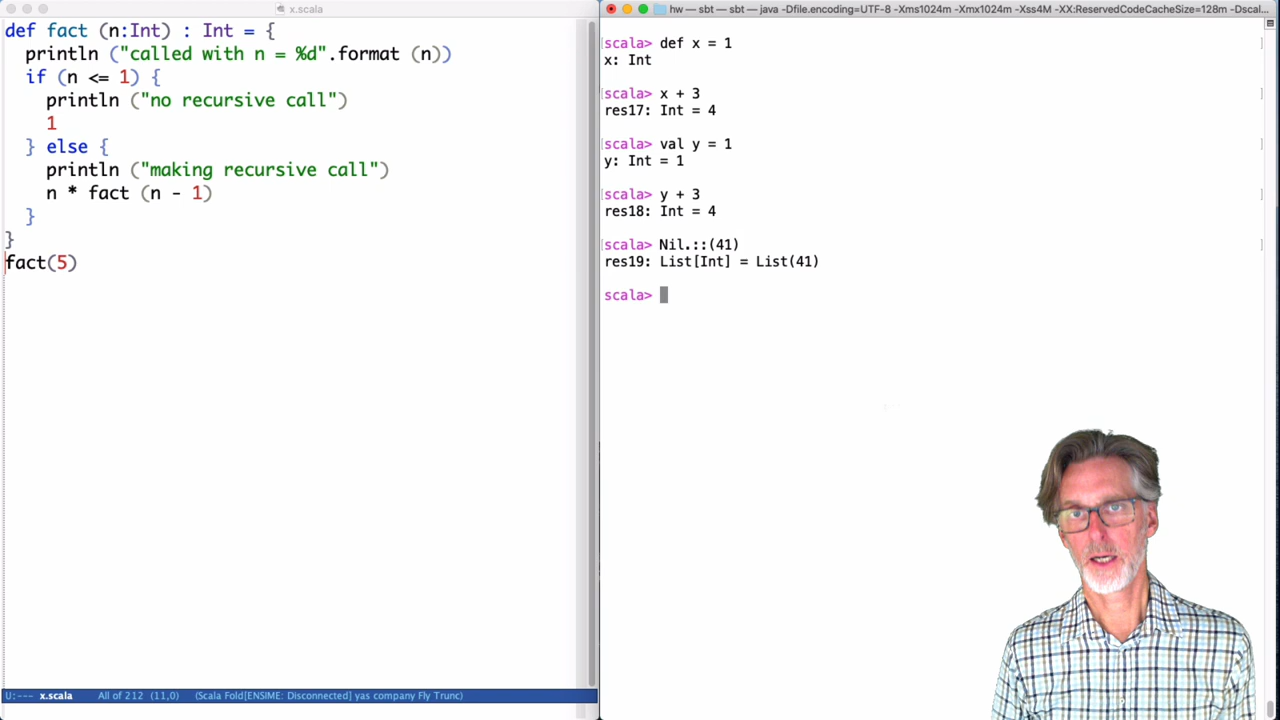 x.scala
def fact (n:Int) : Int = {
  println ("called with n = %d".format (n))
  if (n <= 1) {
    println ("no recursive call")
    1
  } else {
    println ("making recursive call")
    n * fact (n - 1)
  }
}
fact(5)
U:--- x.scala All of 212 (11,0) (Scala Fold[ENSIME: Disconnected] yas company Fly Trunc)
hw — sbt — sbt — java -Dfile.encoding=UTF-8 -Xms1024m -Xmx1024m -Xss4M -XX:ReservedCodeCacheSize=128m -Dscal...
scala> def x = 1
x: Int
scala> x + 3
res17: Int = 4
scala> val y = 1
y: Int = 1
scala> y + 3
res18: Int = 4
scala> Nil.::(41)
res19: List[Int] = List(41)
scala>